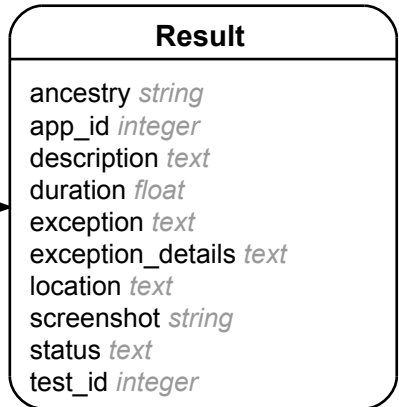 Result
ancestry string
app_id integer
description text
duration float
exception text
exception_details text
location text
screenshot string
status text
test_id integer